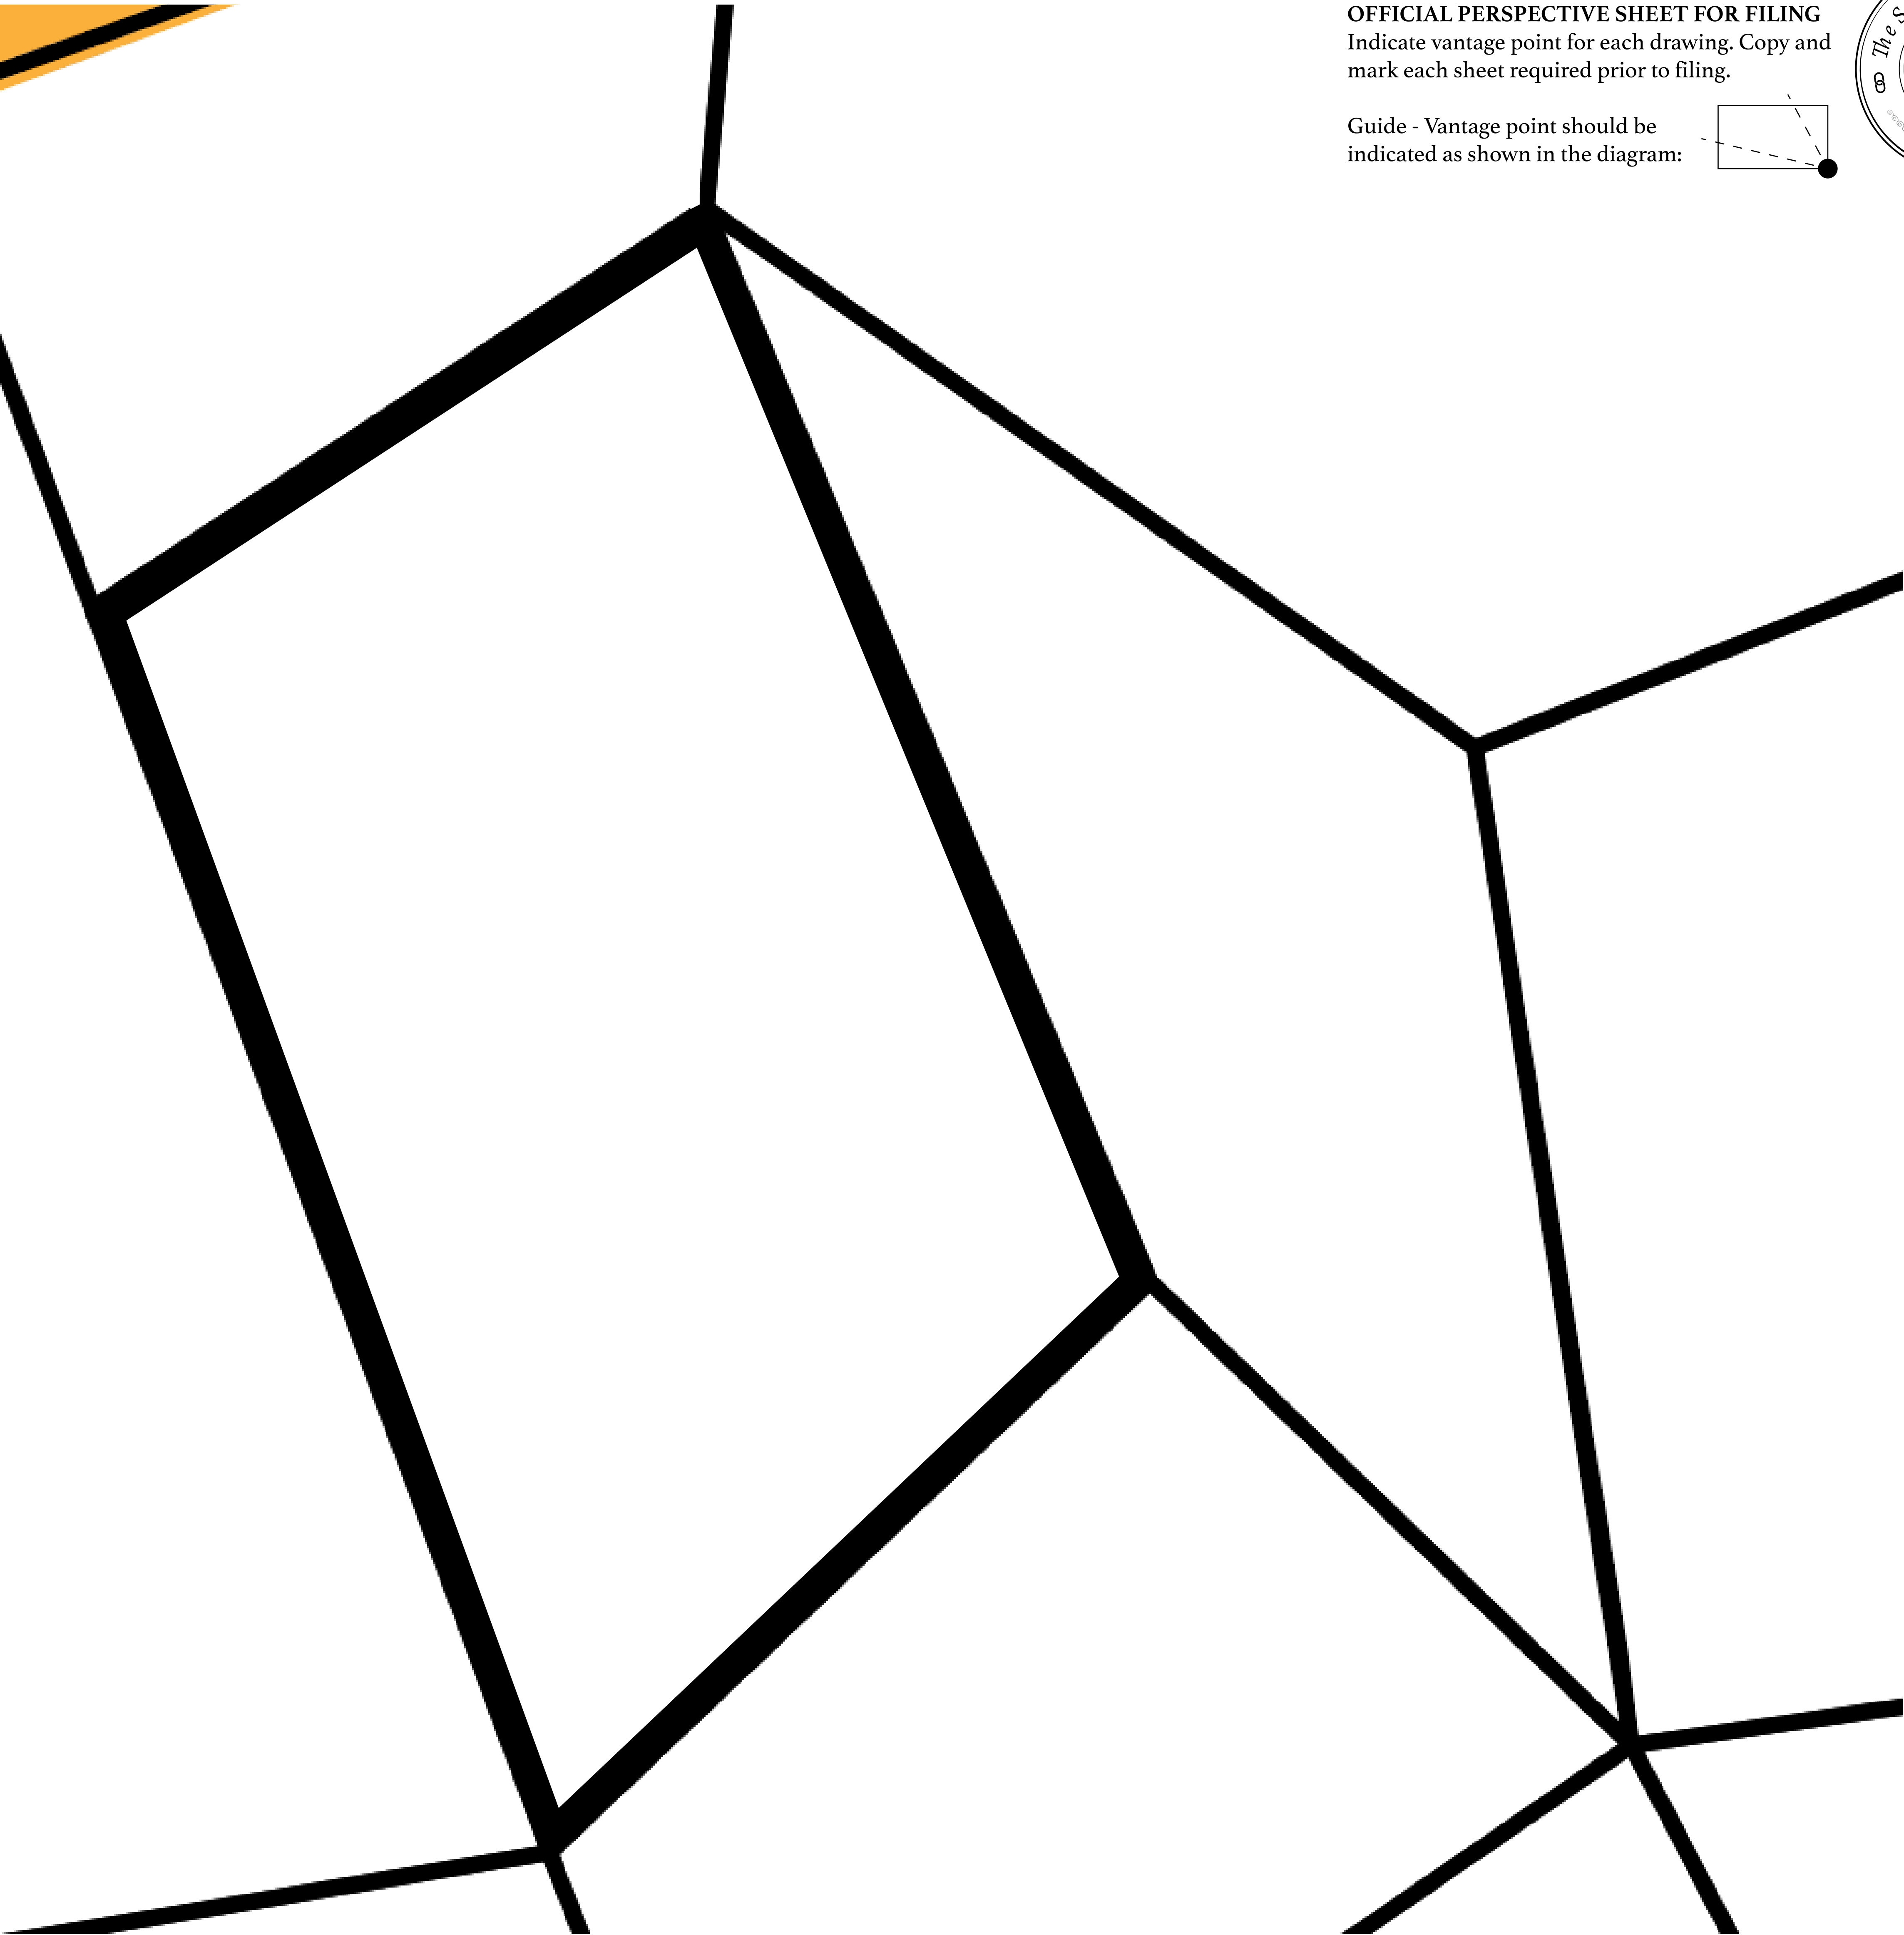 OFFICIAL PERSPECTIVE SHEET FOR FILING
Indicate vantage point for each drawing. Copy and
mark each sheet required prior to filing.
Guide - Vantage point should be
indicated as shown in the diagram:
The